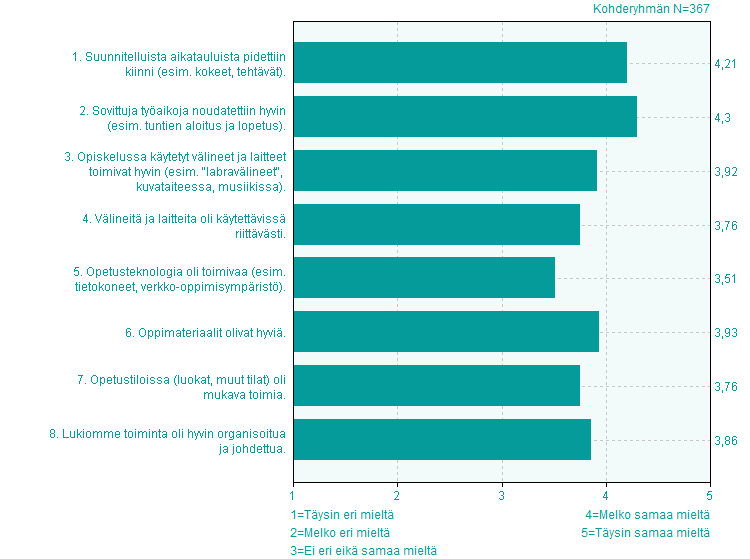 Kohderyhmän N=367
1. Suunnitelluista aikatauluista pidettiin
kiinni (esim. kokeet, tehtävät).
4,21
2. Sovittuja työaikoja noudatettiin hyvin
(esim. tuntien aloitus ja lopetus).
4,3
3. Opiskelussa käytetyt välineet ja laitteet
toimivat hyvin (esim. "labravälineet",
kuvataiteessa, musiikissa).
3,92
4. Välineitä ja laitteita oli käytettävissä
riittävästi.
3,76
5. Opetusteknologia oli toimivaa (esim.
tietokoneet, verkko-oppimisympäristö).
3,51
6. Oppimateriaalit olivat hyviä.
3,93
7. Opetustiloissa (luokat, muut tilat) oli
mukava toimia.
3,76
8. Lukiomme toiminta oli hyvin organisoitua
ja johdettua.
3,86
1 2 3 4 5
1=Täysin eri mieltä
2=Melko eri mieltä
3=Ei eri eikä samaa mieltä
4=Melko samaa mieltä
5=Täysin samaa mieltä